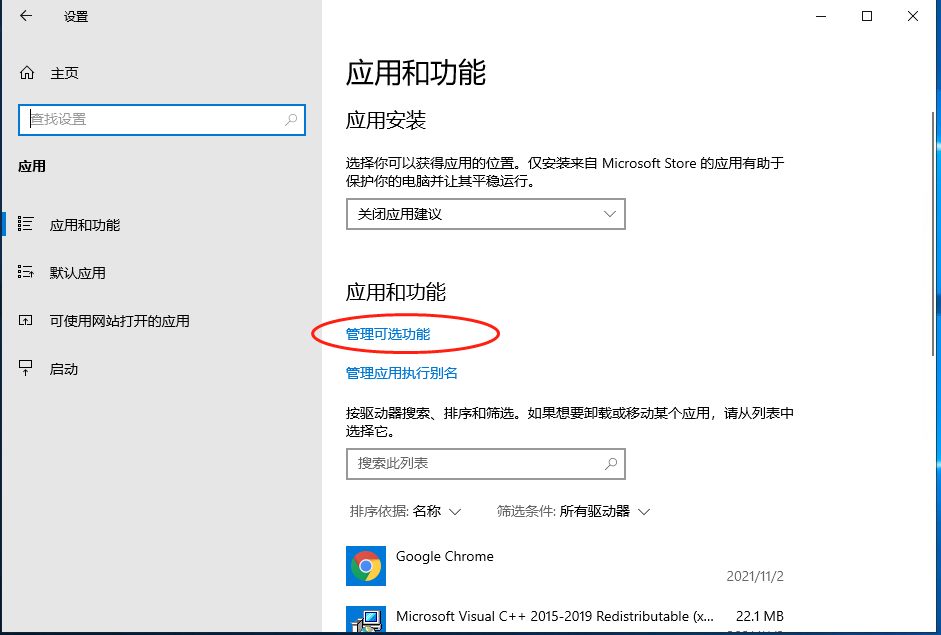 设置
主页
查找设置
应用
应用和功能
默认应用
可使用网站打开的应用
启动
应用和功能
应用安装
选择你可以获得应用的位置。仅安装来自 Microsoft Store 的应用有助于
保护你的电脑并让其平稳运行。
关闭应用建议
应用和功能
管理可选功能
管理应用执行别名
按驱动器搜索、排序和筛选。如果想要卸载或移动某个应用，请从列表中
选择它。
搜索此列表
排序依据: 名称 筛选条件: 所有驱动器
Google Chrome
2021/11/2
Microsoft Visual C++ 2015-2019 Redistributable (x... 22.1 MB